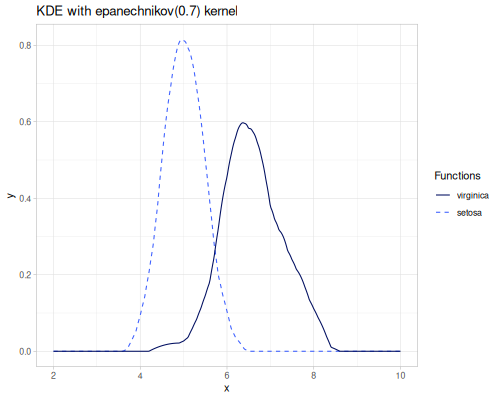 KDE with epanechnikov(0.7) kernel
0.8
0.6
0.4
0.2
0.0
y
2
4
6
8
10
x
Functions
virginica
setosa